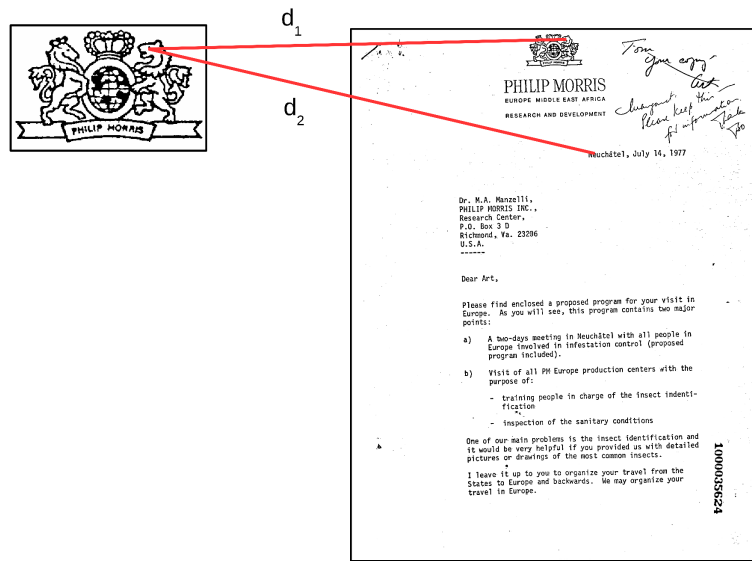 d1
d2
PHILIP MORRIS
PHILIP MORRIS
EUROPE MIDDLE EAST AFRICA
RESEARCH AND DEVELOPMENT
Tom
your copy
Art
Margaret.
Please keep this
for information.
Neuchâtel, July 14, 1977
Dr. M.A. Manzelli,
PHILIP MORRIS INC.,
Research Center,
P.O. Box 3 D
Richmond, Va. 23206
U.S.A.
------
Dear Art,
Please find enclosed a proposed program for your visit in
Europe. As you will see, this program contains two major
points:
a) A two-days meeting in Neuchâtel with all people in
Europe involved in infestation control (proposed
program included).
b) Visit of all PM Europe production centers with the
purpose of:
- training people in charge of the insect indenti-
fication
- inspection of the sanitary conditions
One of our main problems is the insect identification and
it would be very helpful if you provided us with detailed
pictures or drawings of the most common insects.
I leave it up to you to organize your travel from the
States to Europe and backwards. We may organize your
travel in Europe.
1000035624